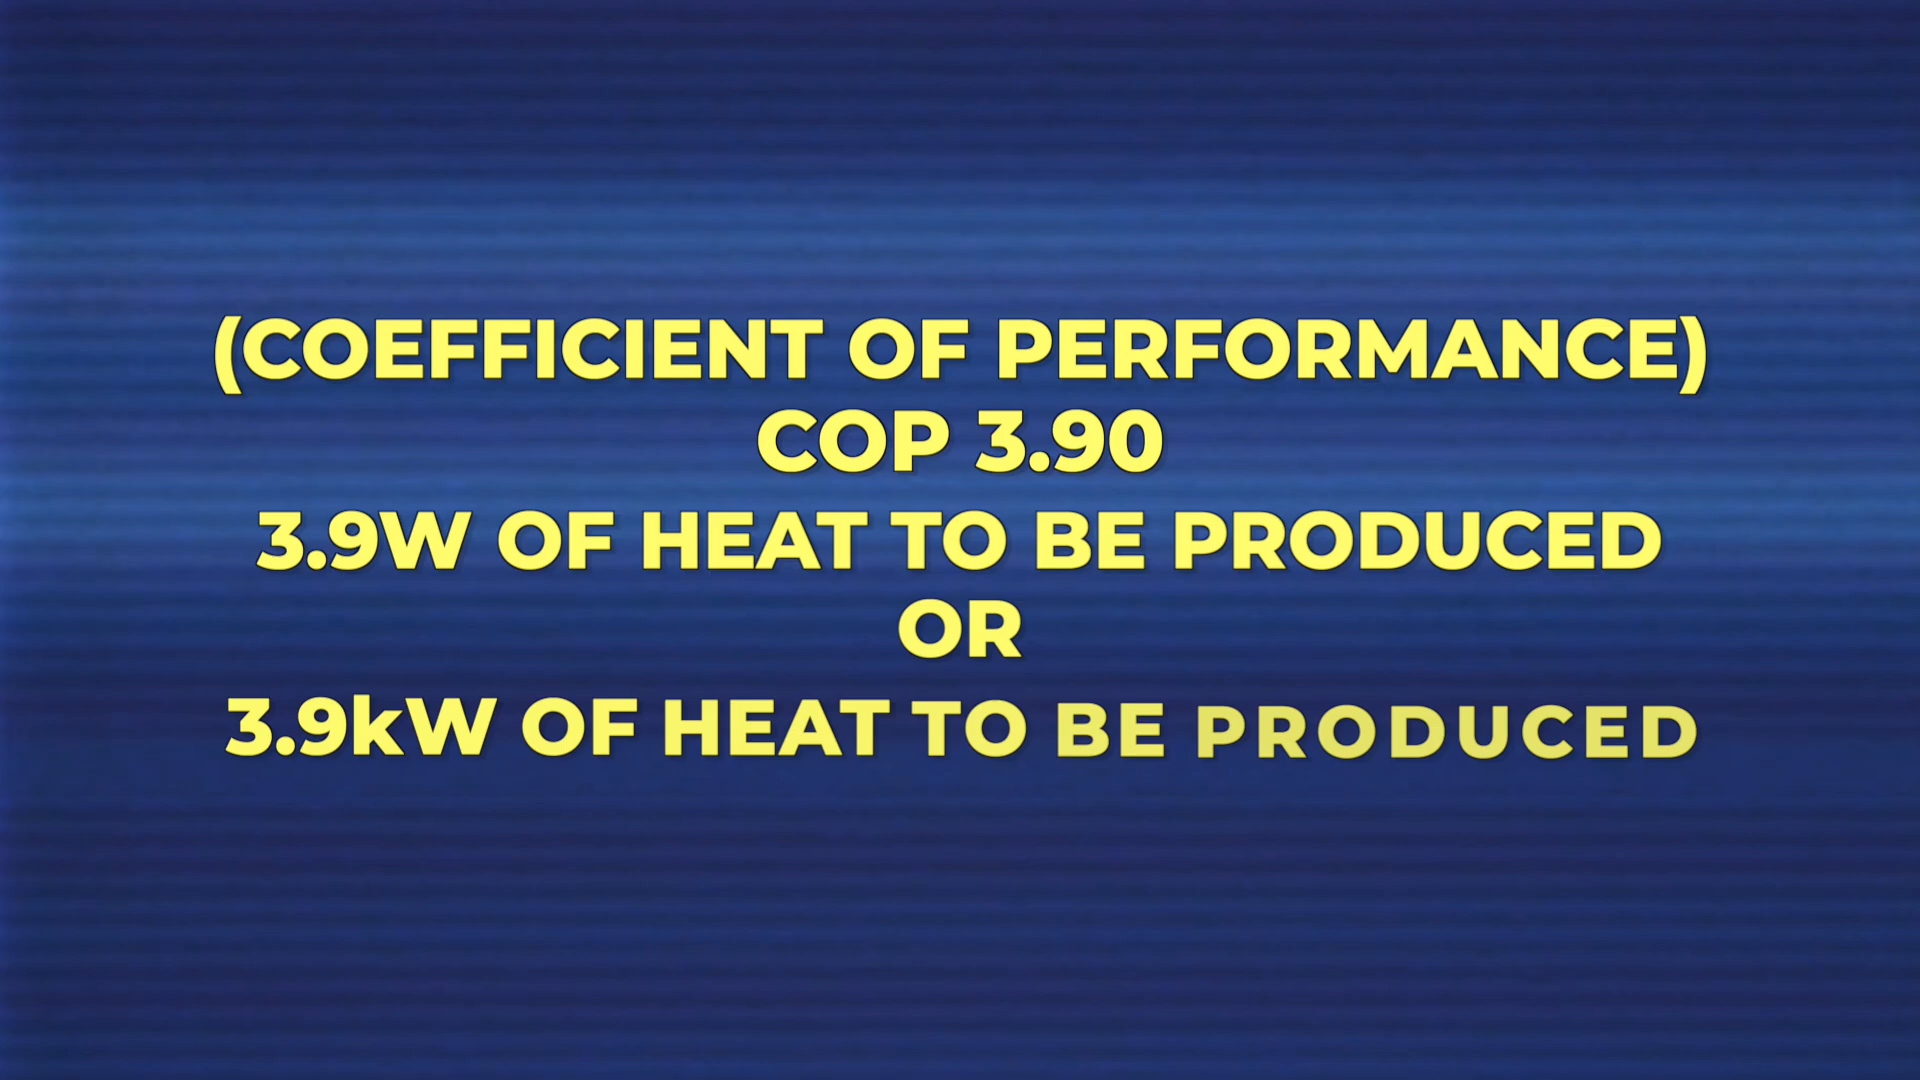 (COEFFICIENT OF PERFORMANCE)
COP 3.90
3.9W OF HEAT TO BE PRODUCED
OR
3.9kW OF HEAT TO BE PRODUCED